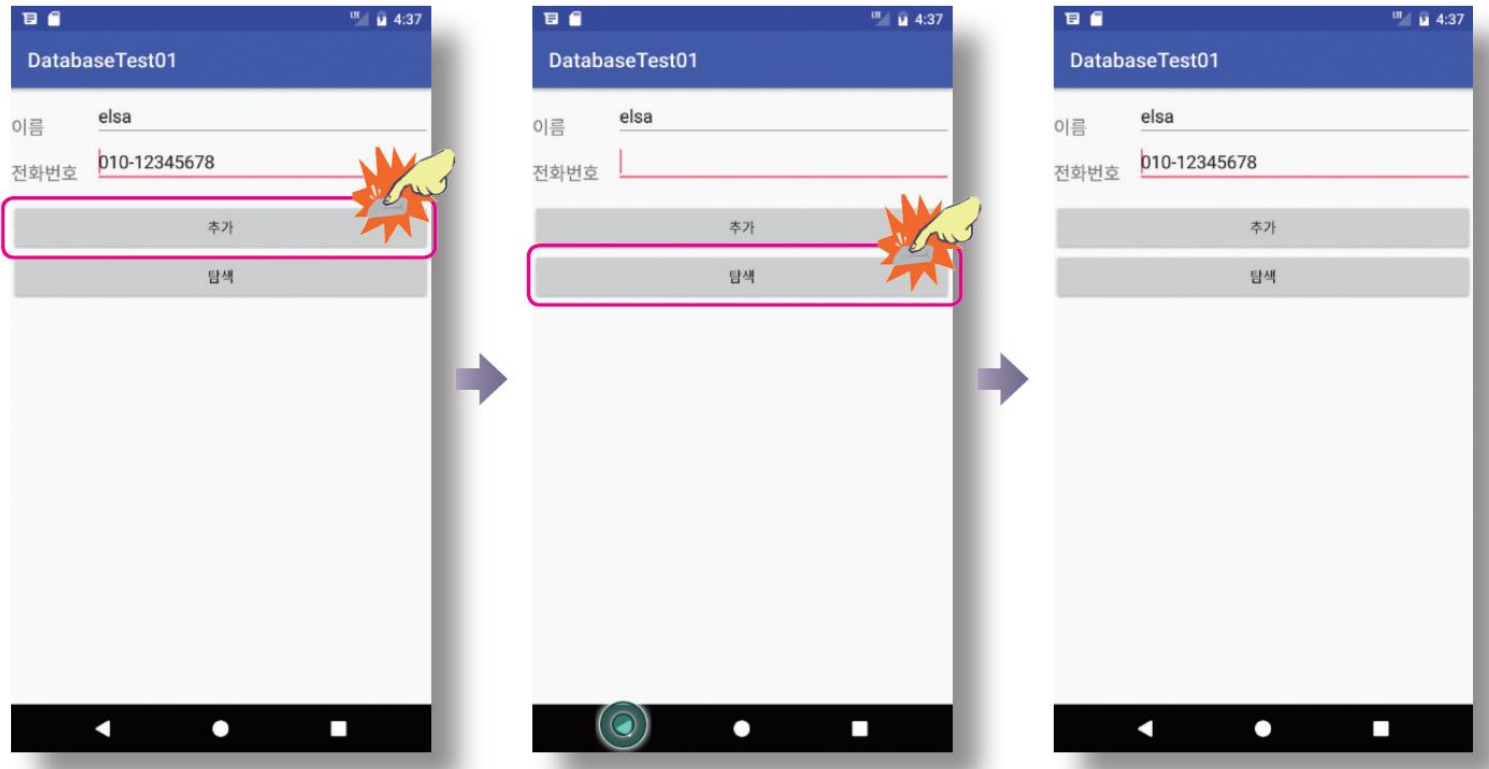 4:37
DatabaseTest01
이름 elsa
전화번호 010-12345678
추가
탐색
4:37
DatabaseTest01
이름 elsa
전화번호
추가
탐색
4:37
DatabaseTest01
이름 elsa
전화번호 010-12345678
추가
탐색